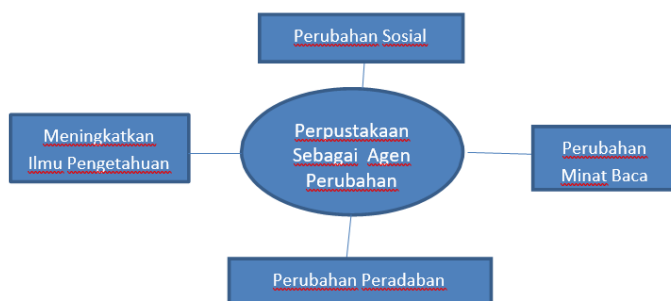 Perubahan Sosial
Meningkatkan
Ilmu Pengetahuan
Perpustakaan
Sebagai Agen
Perubahan
Perubahan
Minat Baca
Perubahan Peradaban